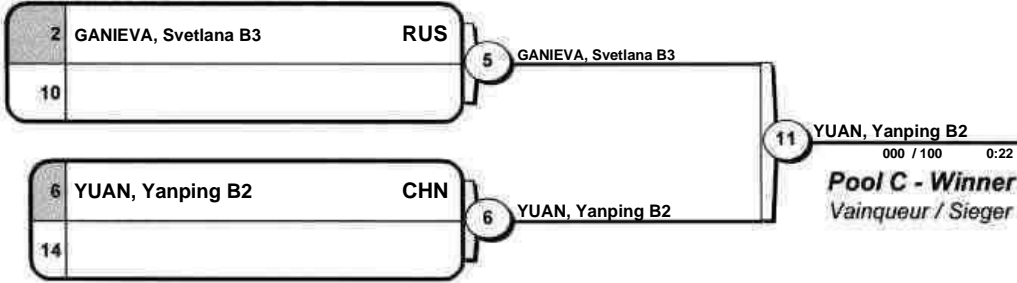 2 GANIEVA, Svetlana B3 RUS
10
5 GANIEVA, Svetlana B3
6 YUAN, Yanping B2 CHN
14
6 YUAN, Yanping B2
11 YUAN, Yanping B2
000 / 100 0:22
Pool C - Winner
Vainqueur / Sieger